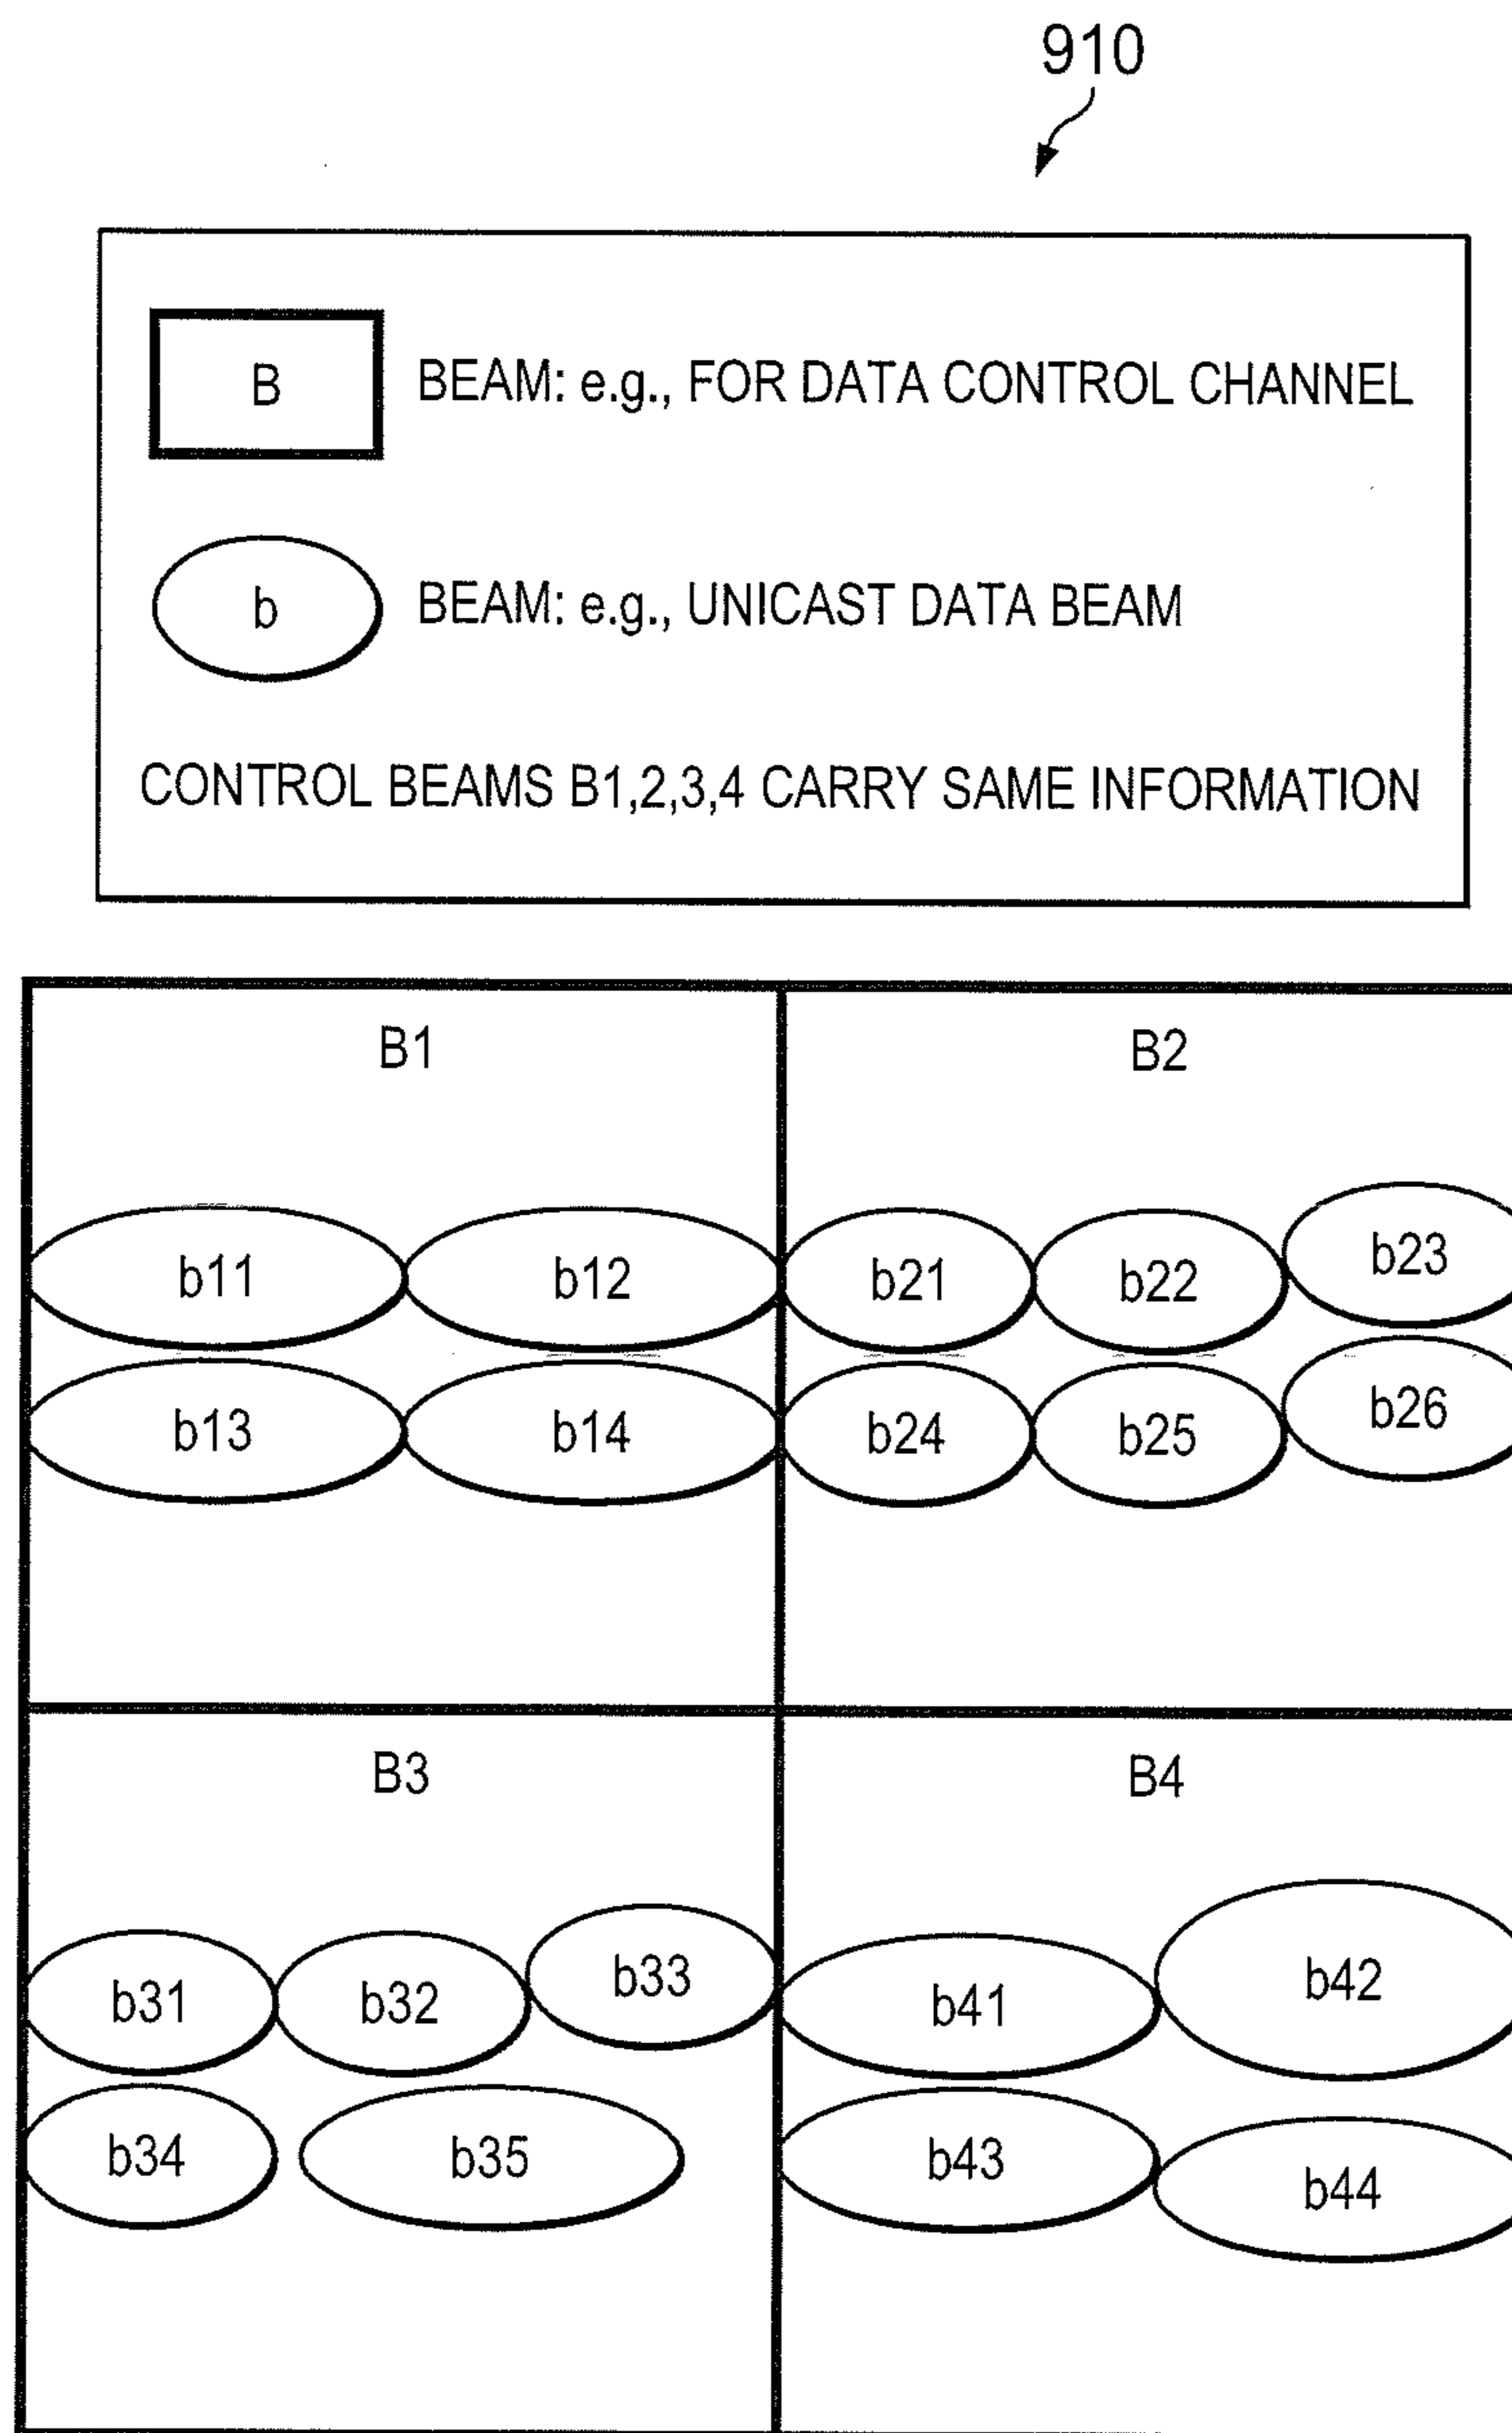 910
B BEAM: e.g., FOR DATA CONTROL CHANNEL
b BEAM: e.g., UNICAST DATA BEAM
CONTROL BEAMS B1,2,3,4 CARRY SAME INFORMATION
B1 B2
b11 b12 b21 b22 b23
b13 b14 b24 b25 b26
B3 B4
b31 b32 b33 b41 b42
b34 b35 b43 b44